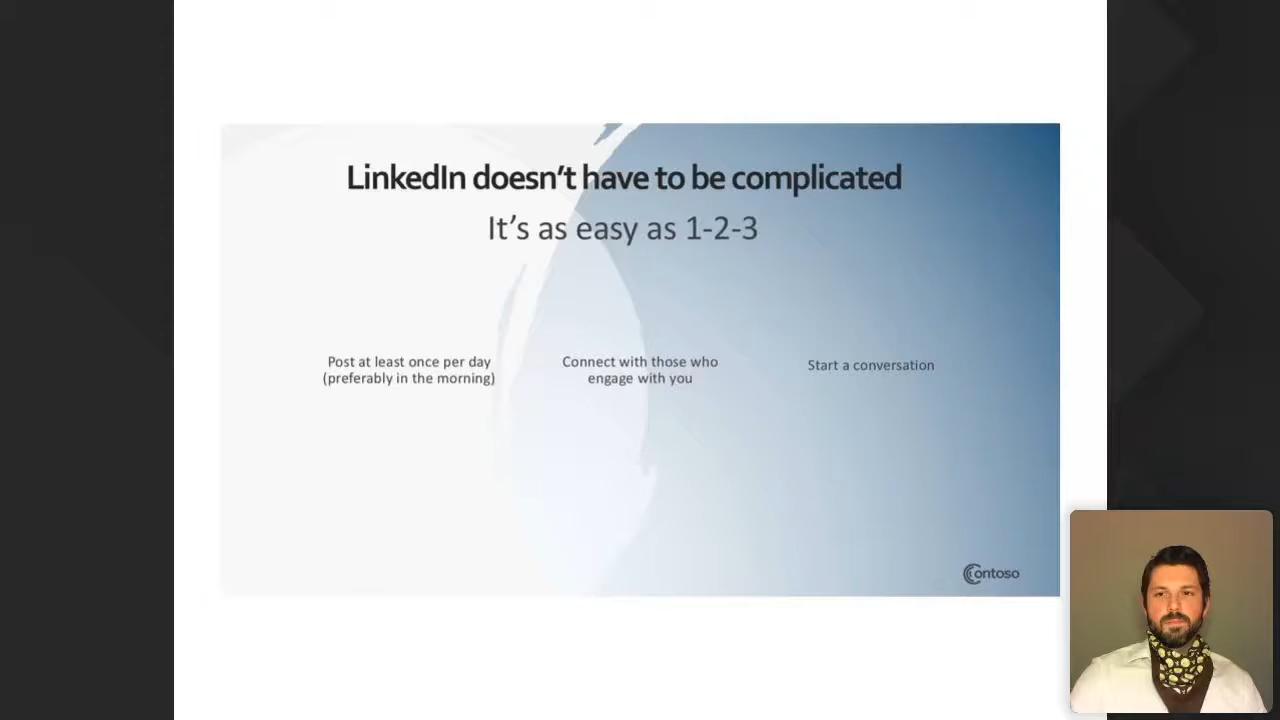 LinkedIn doesn't have to be complicated
It's as easy as 1-2-3
Post at least once per day
(preferably in the morning)
Connect with those who
engage with you
Start a conversation
Contoso